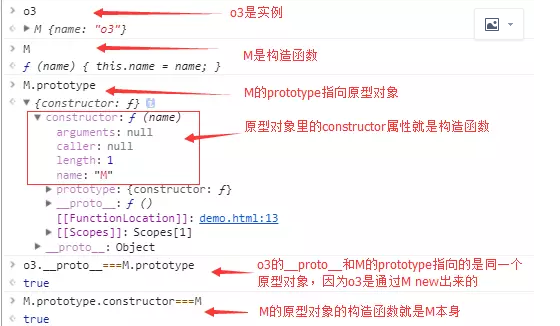 o3
o3是实例
M {name: "o3"}
M
M是构造函数
ƒ (name) { this.name = name; }
M.prototype
M的prototype指向原型对象
{constructor: ƒ}
constructor: ƒ (name)
原型对象里的constructor属性就是构造函数
arguments: null
caller: null
length: 1
name: "M"
prototype: {constructor: ƒ}
__proto__: ƒ ()
[[FunctionLocation]]: demo.html:13
[[Scopes]]: Scopes[1]
__proto__: Object
o3.__proto__===M.prototype
o3的__proto__和M的prototype指向的是同一个
原型对象，因为o3是通过M new出来的
true
M.prototype.constructor===M
M的原型对象的构造函数就是M本身
true